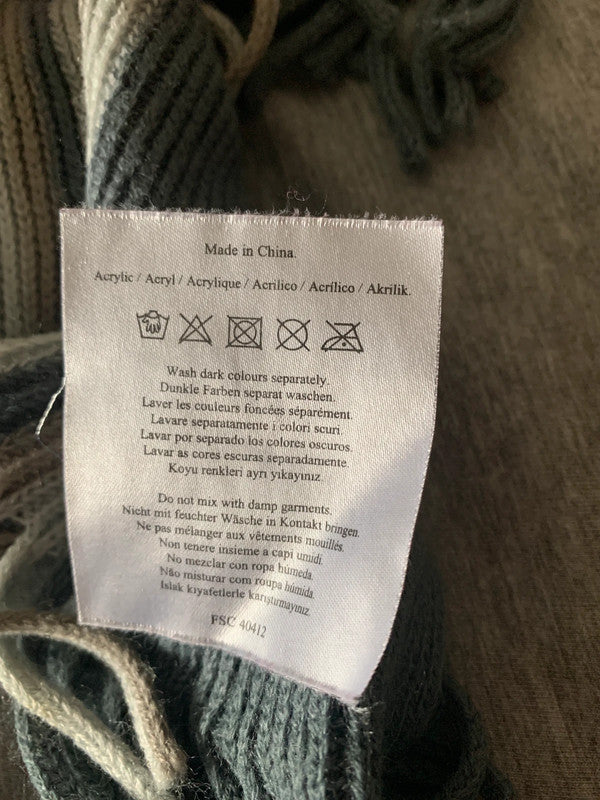 Made in China.
Acrylic / Acryl / Acrylique / Acrilico / Acrílico / Akrilik.
Wash dark colours separately.
Dunkle Farben separat waschen.
Laver les couleurs foncées séparément.
Lavare separatamente i colori scuri.
Lavar por separado los colores oscuros.
Lavar as cores escuras separadamente.
Koyu renkleri ayrı yıkayınız.
Do not mix with damp garments.
Nicht mit feuchter Wäsche in Kontakt bringen.
Ne pas mélanger aux vêtements mouillés.
Non tenere insieme a capi umidi.
No mezclar con ropa húmeda.
Não misturar com roupa húmida.
Islak kıyafetlerle karıştırmayınız.
FSC 40412